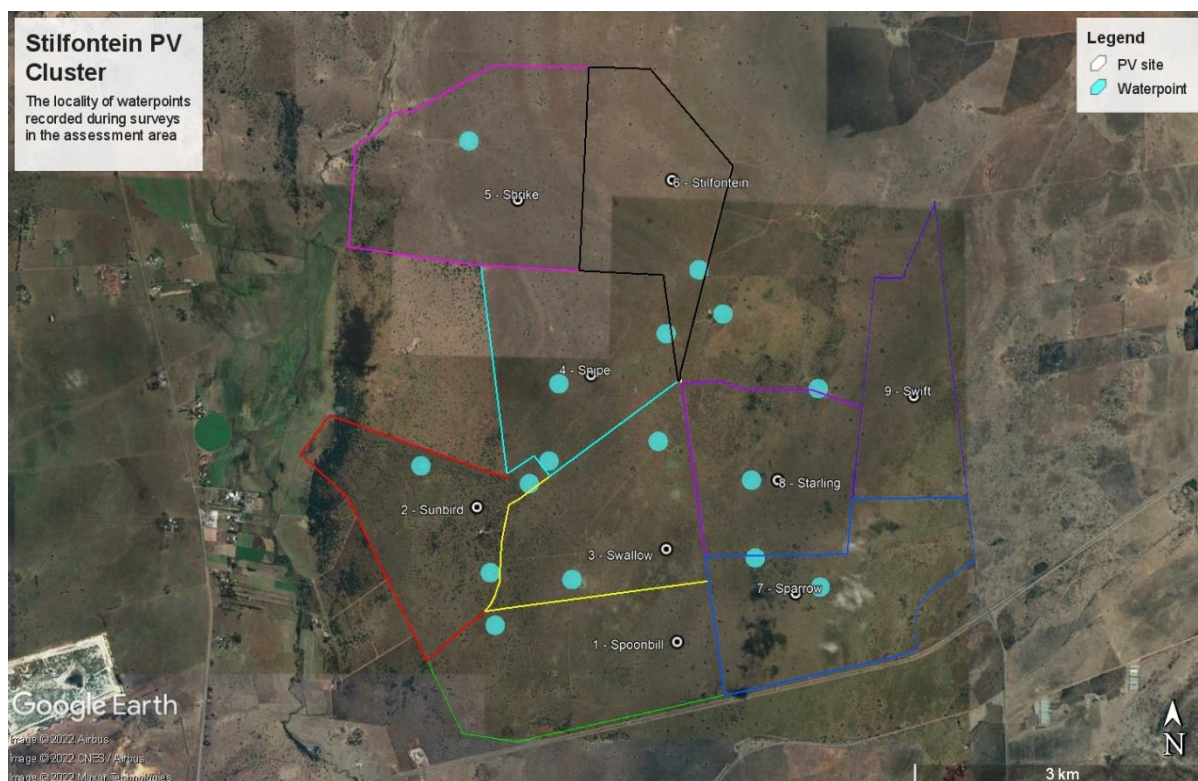 Stilfontein PV
Cluster
The locality of waterpoints
recorded during surveys
in the assessment area
Legend
PV site
Waterpoint
6 - Stilfontein
5 - Shrike
4 - Snipe
9 - Swift
8 - Starling
2 - Sunbird
3 - Swallow
7 - Sparrow
1 - Spoonbill
Google Earth
Image © 2022 Airbus
Image © 2022 CNES / Airbus
Image © 2022 Maxar Technologies
N
3 km